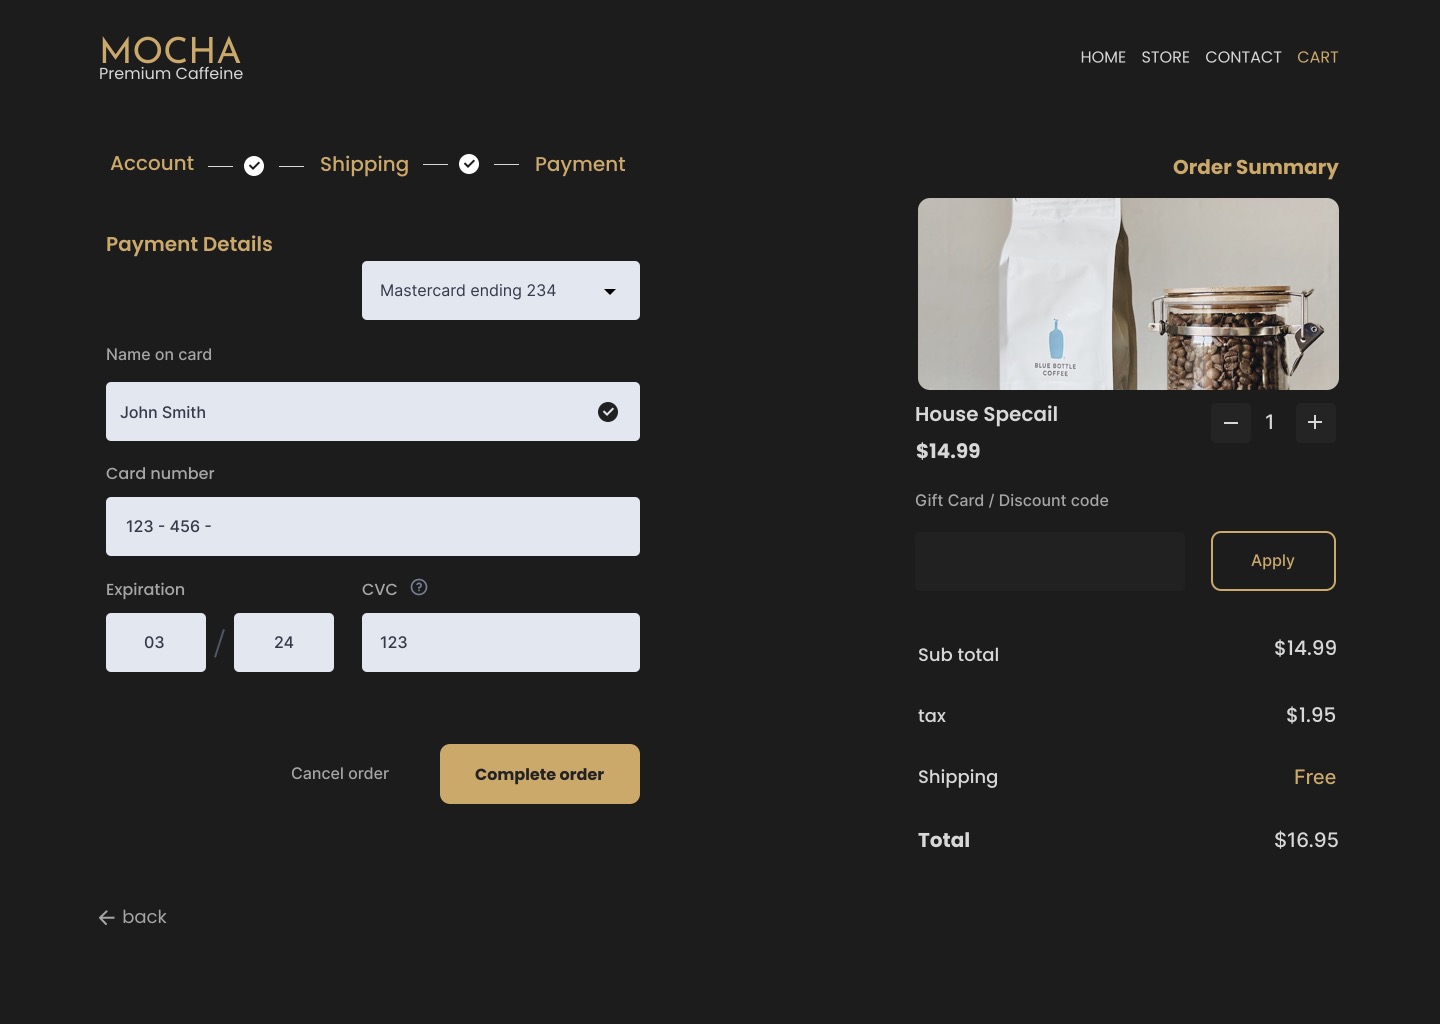 MOCHA
Premium Caffeine
HOME STORE CONTACT CART
Account Shipping Payment
Payment Details
Mastercard ending 234
Name on card
John Smith
Card number
123 - 456 -
Expiration
CVC ?
03 / 24
123
Cancel order
Complete order
back
Order Summary
BLUE BOTTLE
COFFEE
House Specail
1
$14.99
Gift Card / Discount code
Apply
Sub total $14.99
tax $1.95
Shipping Free
Total $16.95